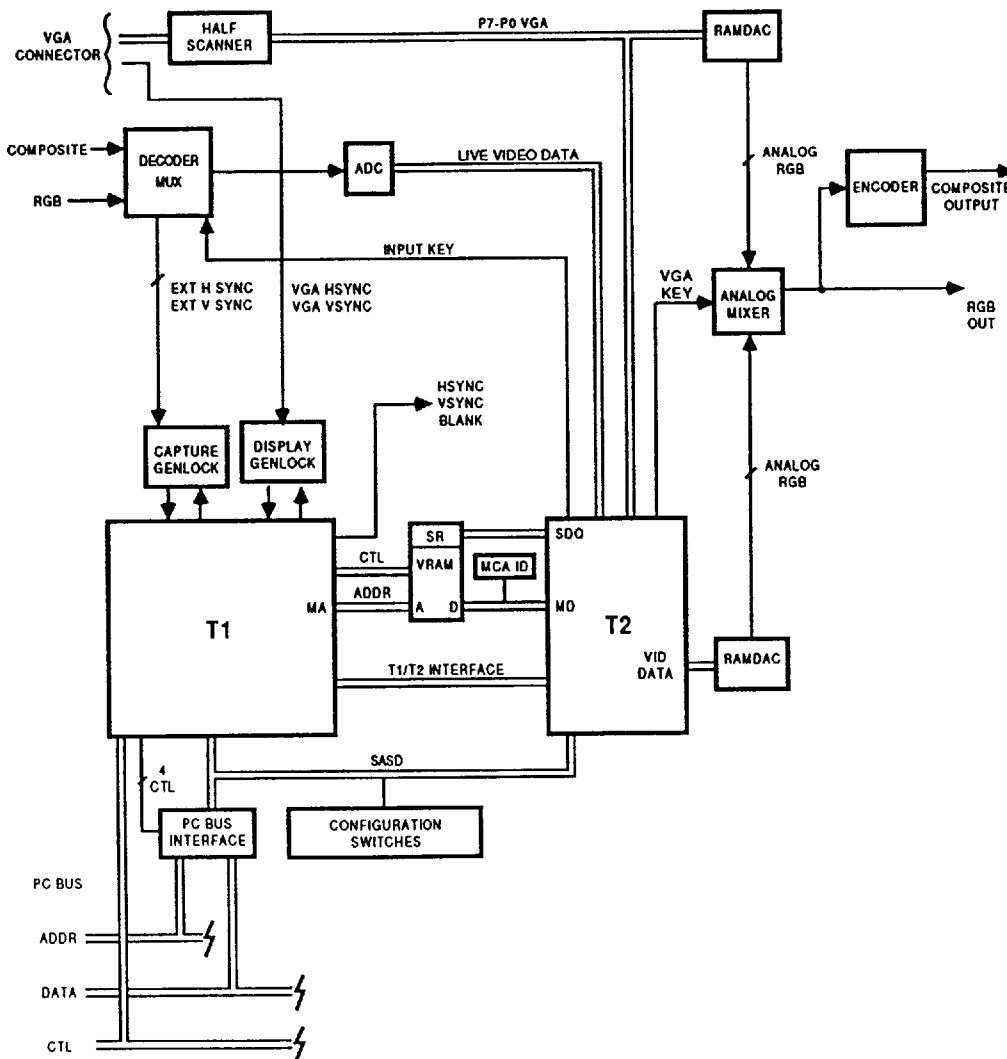 VGA
CONNECTOR
HALF
SCANNER
P7-P0 VGA
RAMDAC
COMPOSITE
RGB
DECODER
MUX
ADC
LIVE VIDEO DATA
ANALOG
RGB
ENCODER
COMPOSITE
OUTPUT
INPUT KEY
EXT H SYNC
EXT V SYNC
VGA HSYNC
VGA VSYNC
VGA
KEY
ANALOG
MIXER
RGB
OUT
HSYNC
VSYNC
BLANK
CAPTURE
GENLOCK
DISPLAY
GENLOCK
ANALOG
RGB
SR
VRAM
A D
CTL
ADDR
MCA ID
SDQ
MD
MA
T1
T2
VID
DATA
RAMDAC
T1/T2 INTERFACE
SASD
4
CTL
PC BUS
INTERFACE
CONFIGURATION
SWITCHES
PC BUS
ADDR
DATA
CTL